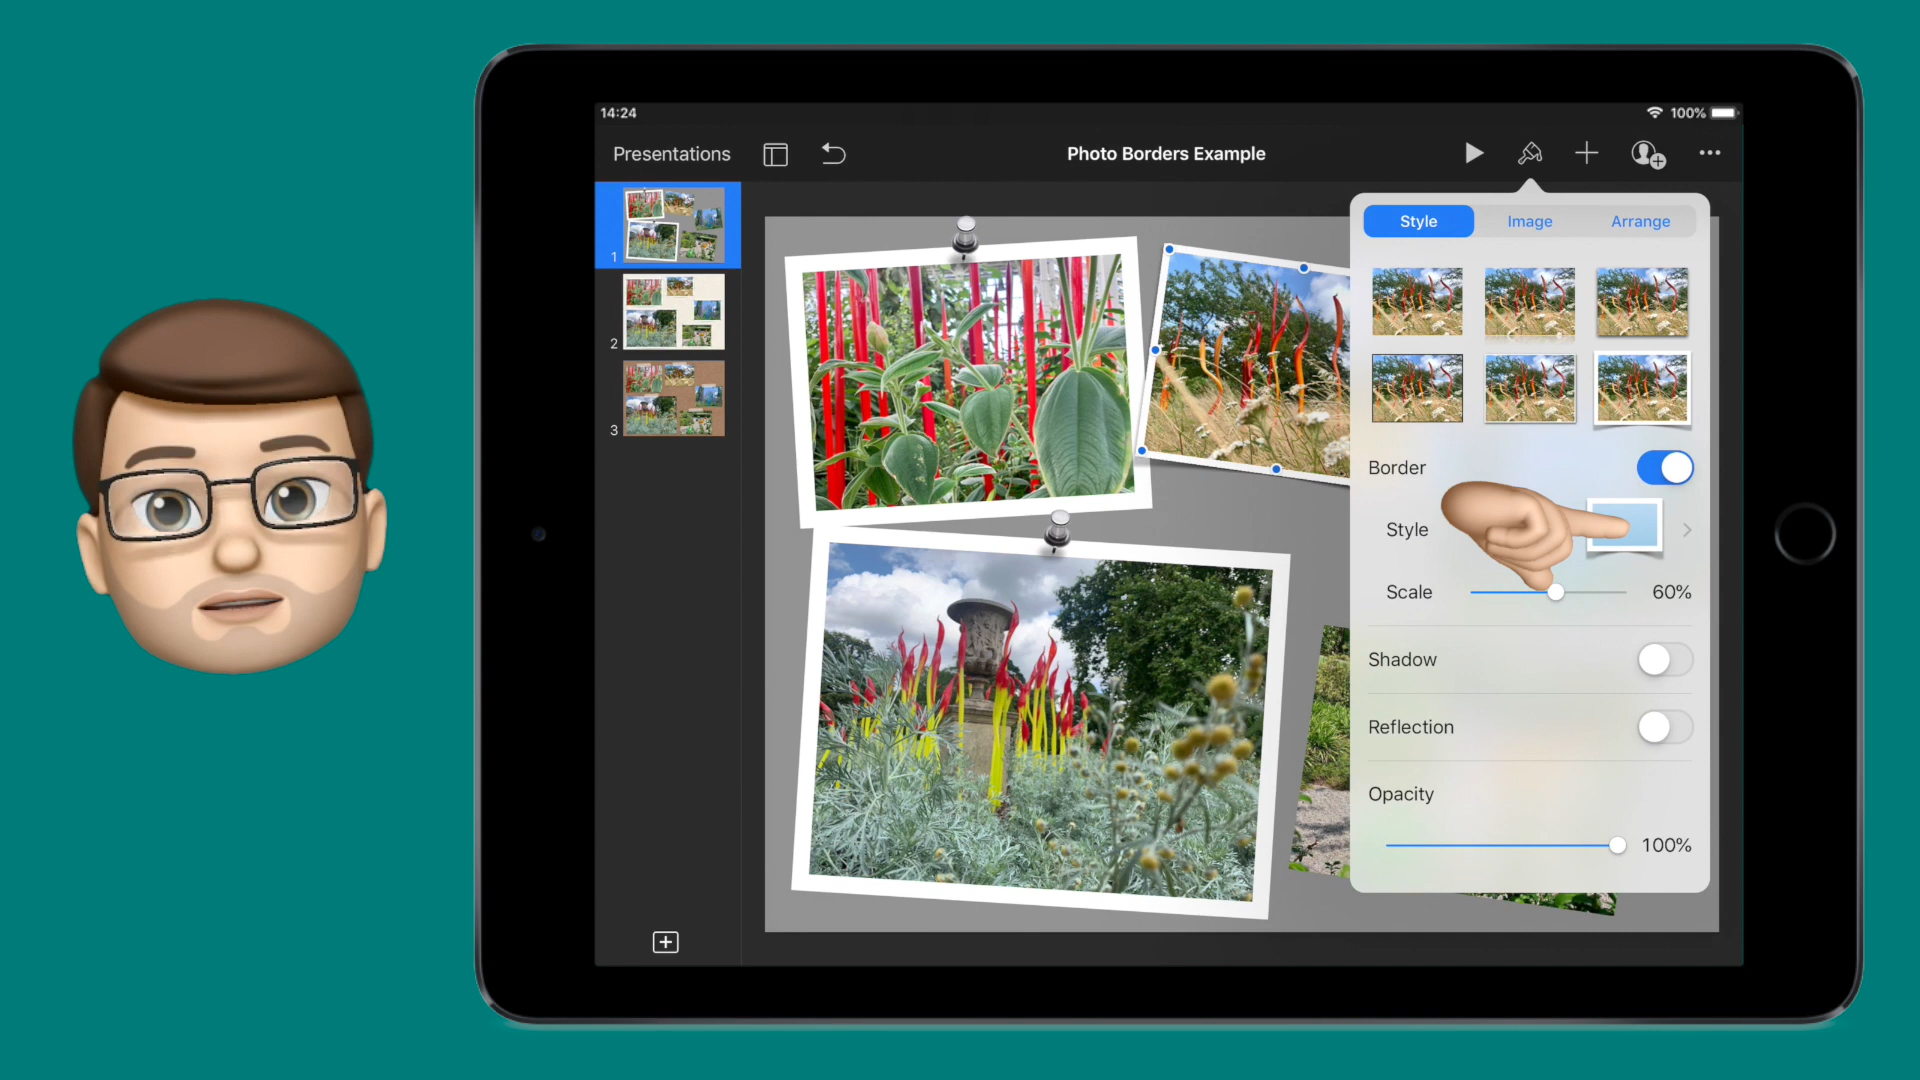 14:24
100%
Presentations
Photo Borders Example
1
2
3
Style
Image
Arrange
Border
Style
Scale
60%
Shadow
Reflection
Opacity
100%